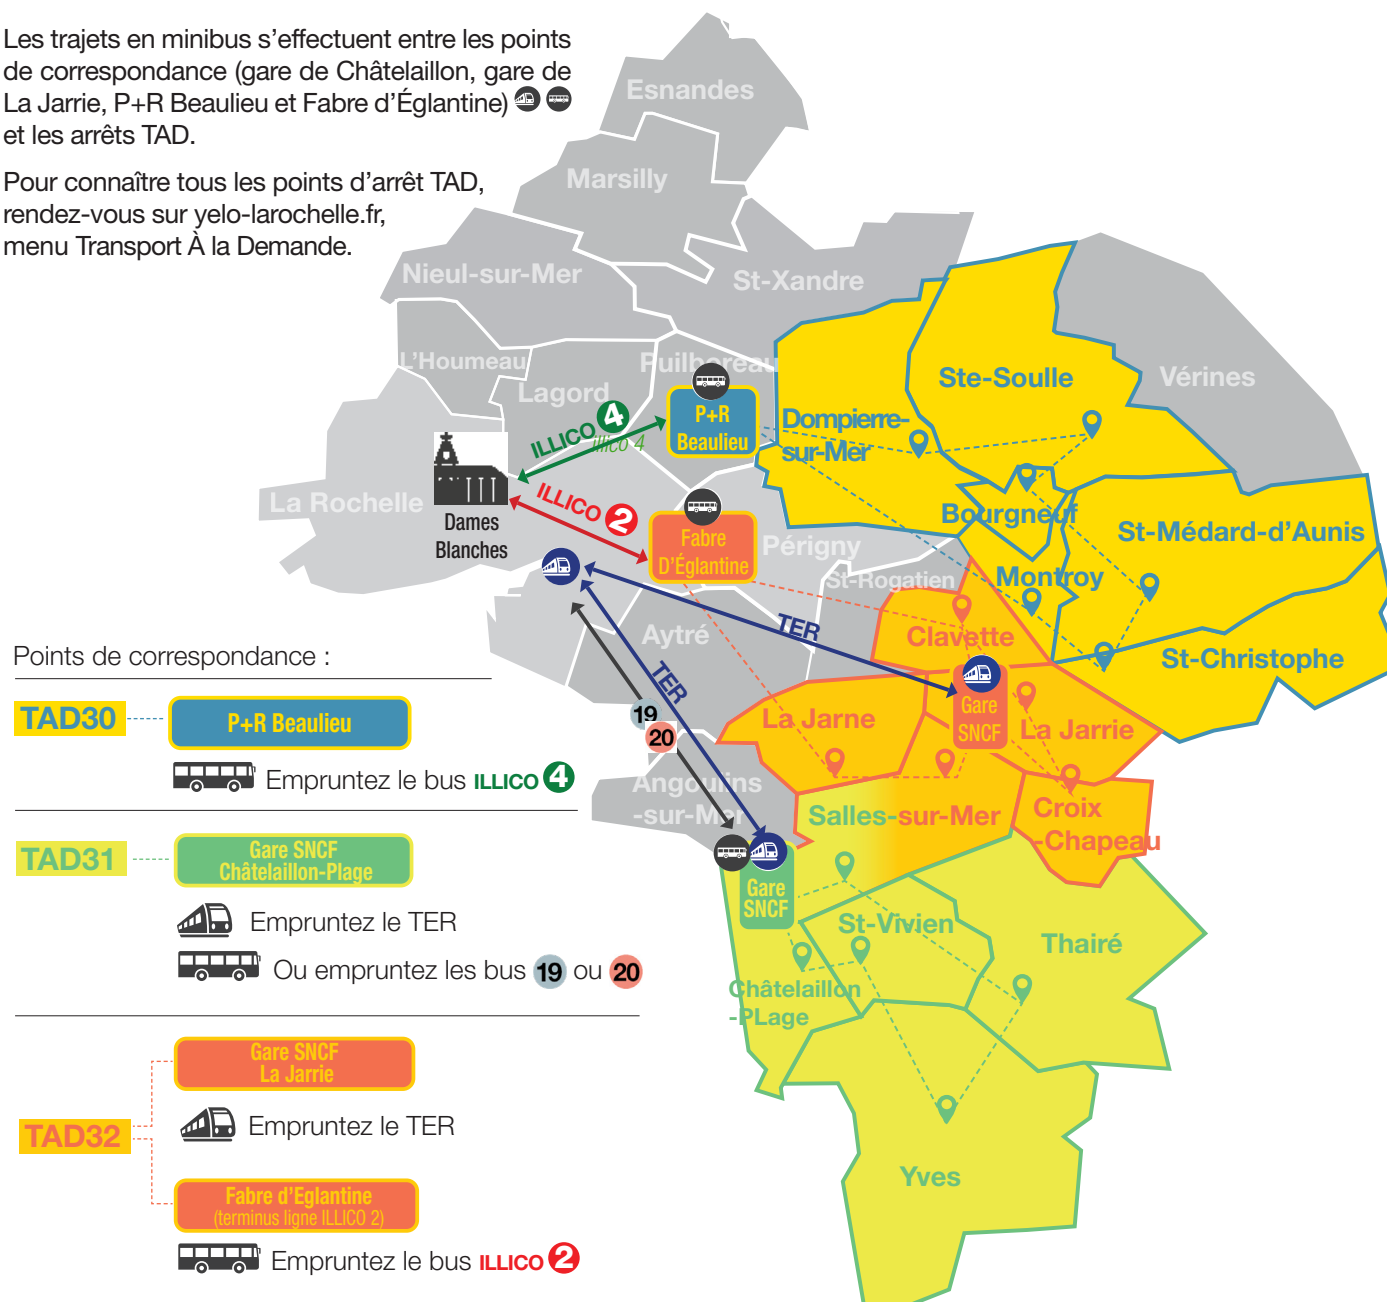 Les trajets en minibus s'effectuent entre les points
de correspondance (gare de Châtelaillon, gare de
La Jarrie, P+R Beaulieu et Fabre d'Églantine)
et les arrêts TAD.
Pour connaître tous les points d'arrêt TAD,
rendez-vous sur yelo-larochelle.fr,
menu Transport À la Demande.
Esnandes
Marsilly
Nieul-sur-Mer
St-Xandre
L'Houmeau
Lagord
Puilboreau
Ste-Soulle
Vérines
P+R
Beaulieu
Dompierre-
sur-Mer
ILLICO 4
illico 4
La Rochelle
Dames
Blanches
ILLICO 2
Fabre
D'Églantine
Périgny
St-Rogatien
Bourgneuf
St-Médard-d'Aunis
Montroy
St-Christophe
Aytré
TER
TER
Clavette
19
20
La Jarne
Gare
SNCF
La Jarrie
Angoulins
-sur-Mer
Salles-sur-Mer
Croix
-Chapeau
Gare
SNCF
St-Vivien
Thairé
Châtelaillon
-PLage
Yves
Points de correspondance :
TAD30
P+R Beaulieu
Empruntez le bus ILLICO 4
TAD31
Gare SNCF
Châtelaillon-Plage
Empruntez le TER
Ou empruntez les bus 19 ou 20
TAD32
Gare SNCF
La Jarrie
Empruntez le TER
Fabre d'Eglantine
(terminus ligne ILLICO 2)
Empruntez le bus ILLICO 2